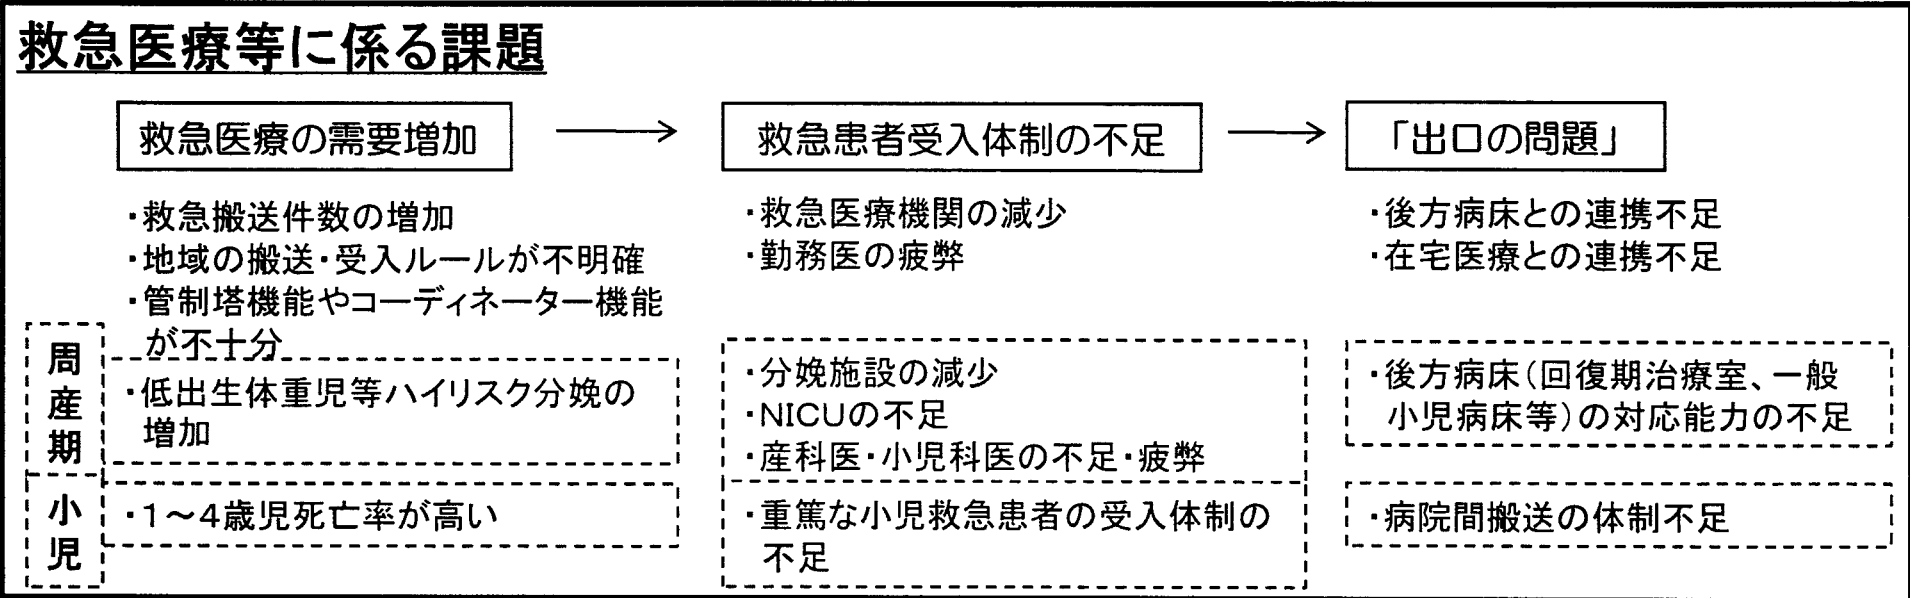 救急医療等に係る課題
救急医療の需要増加
→
救急患者受入体制の不足
→
「出口の問題」
・救急搬送件数の増加
・地域の搬送・受入ルールが不明確
・管制塔機能やコーディネーター機能
が不十分
・救急医療機関の減少
・勤務医の疲弊
・後方病床との連携不足
・在宅医療との連携不足
周産期
・低出生体重児等ハイリスク分娩の
増加
・分娩施設の減少
・NICUの不足
・産科医・小児科医の不足・疲弊
・後方病床(回復期治療室、一般
小児病床等)の対応能力の不足
小児
・1～4歳児死亡率が高い
・重篤な小児救急患者の受入体制の
不足
・病院間搬送の体制不足